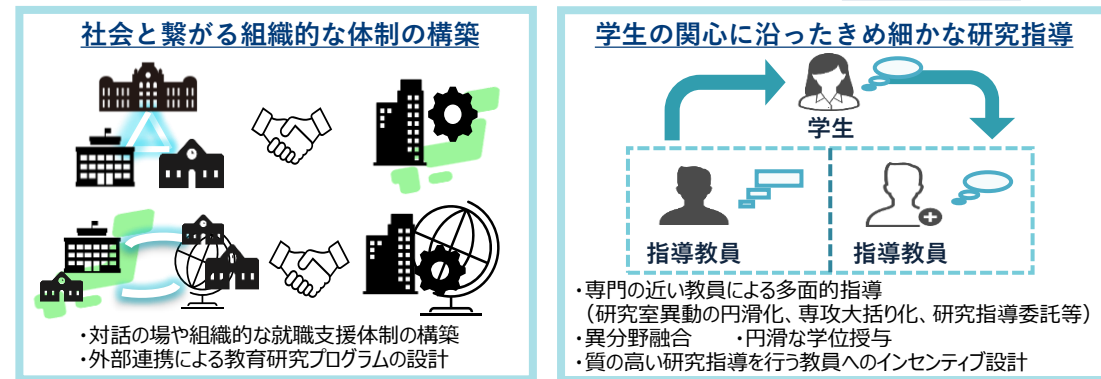 社会と繋がる組織的な体制の構築
・対話の場や組織的な就職支援体制の構築
・外部連携による教育研究プログラムの設計
学生の関心に沿ったきめ細かな研究指導
学生
指導教員
指導教員
・専門の近い教員による多面的指導
（研究室異動の円滑化、専攻大括り化、研究指導委託等）
・異分野融合　　・円滑な学位授与
・質の高い研究指導を行う教員へのインセンティブ設計